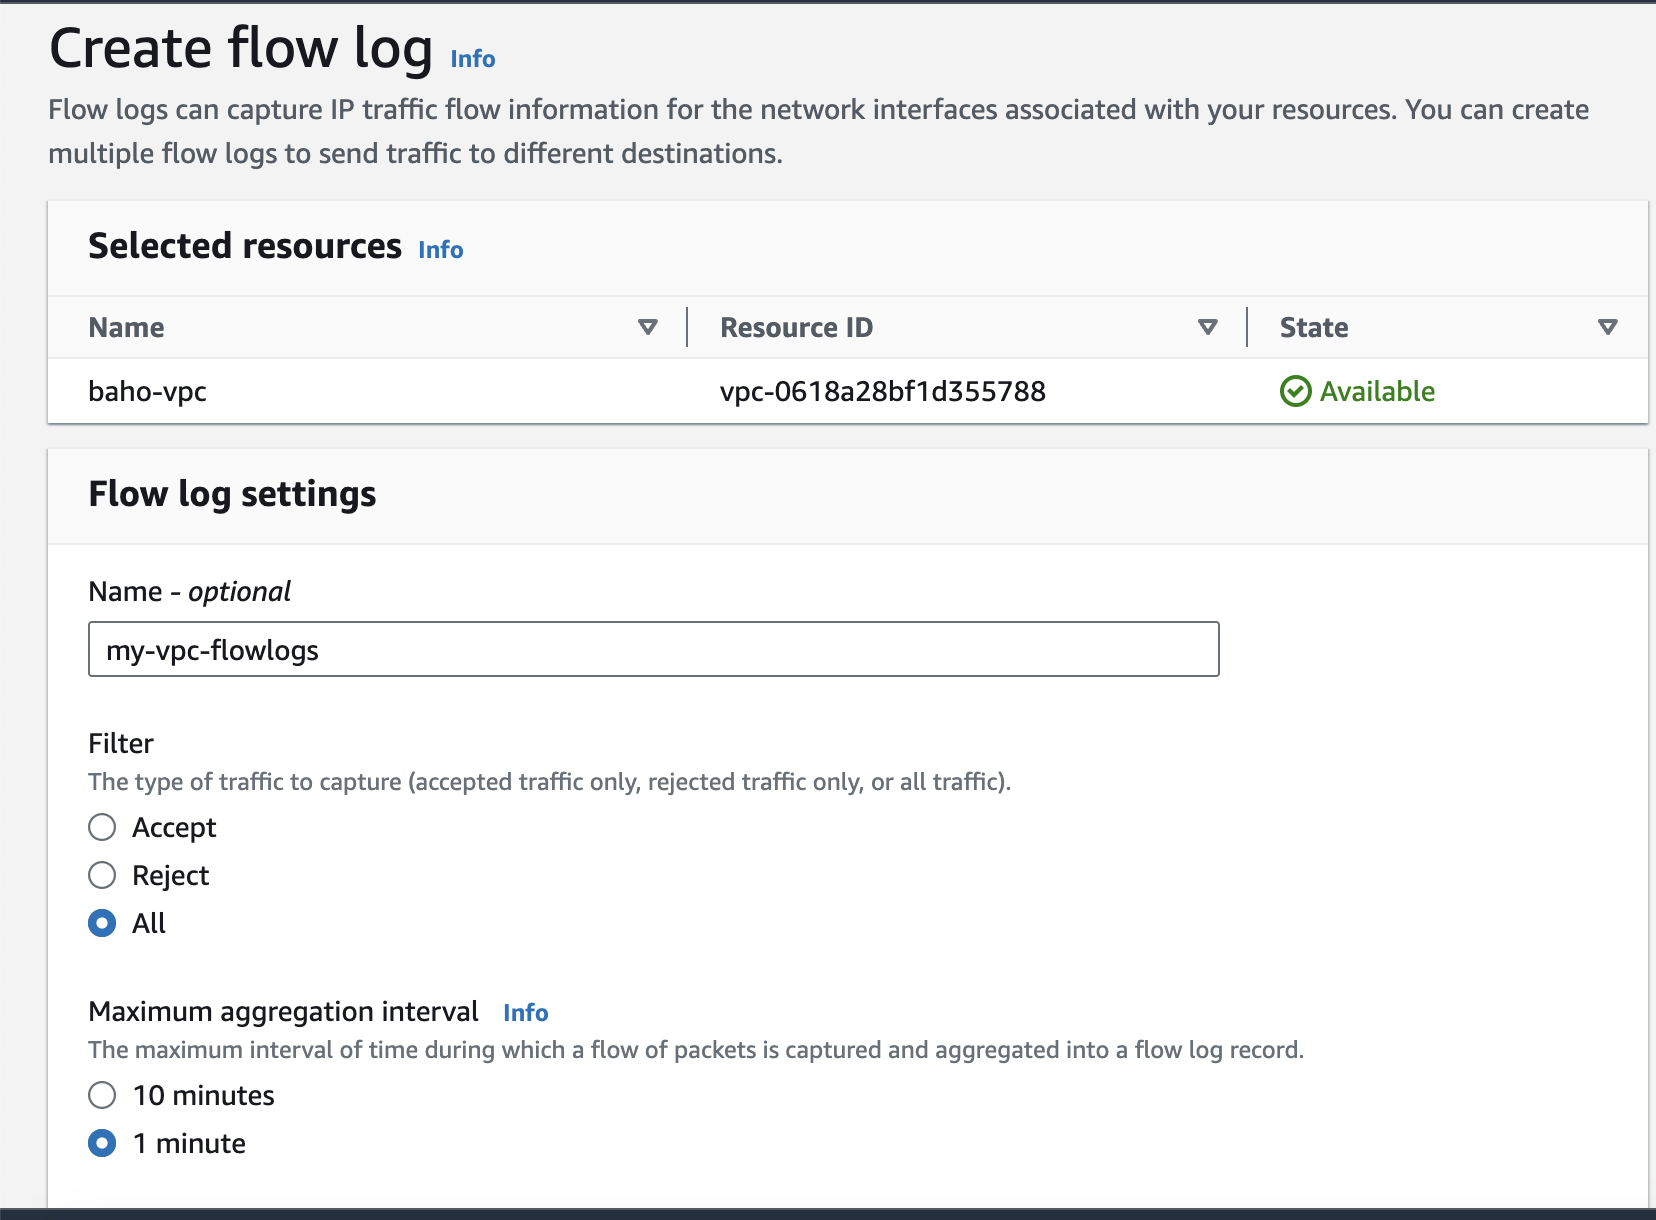 Create flow log Info
Flow logs can capture IP traffic flow information for the network interfaces associated with your resources. You can create
multiple flow logs to send traffic to different destinations.
Selected resources Info
Name Resource ID State
baho-vpc vpc-0618a28bf1d355788 Available
Flow log settings
Name - optional
my-vpc-flowlogs
Filter
The type of traffic to capture (accepted traffic only, rejected traffic only, or all traffic).
Accept
Reject
All
Maximum aggregation interval Info
The maximum interval of time during which a flow of packets is captured and aggregated into a flow log record.
10 minutes
1 minute